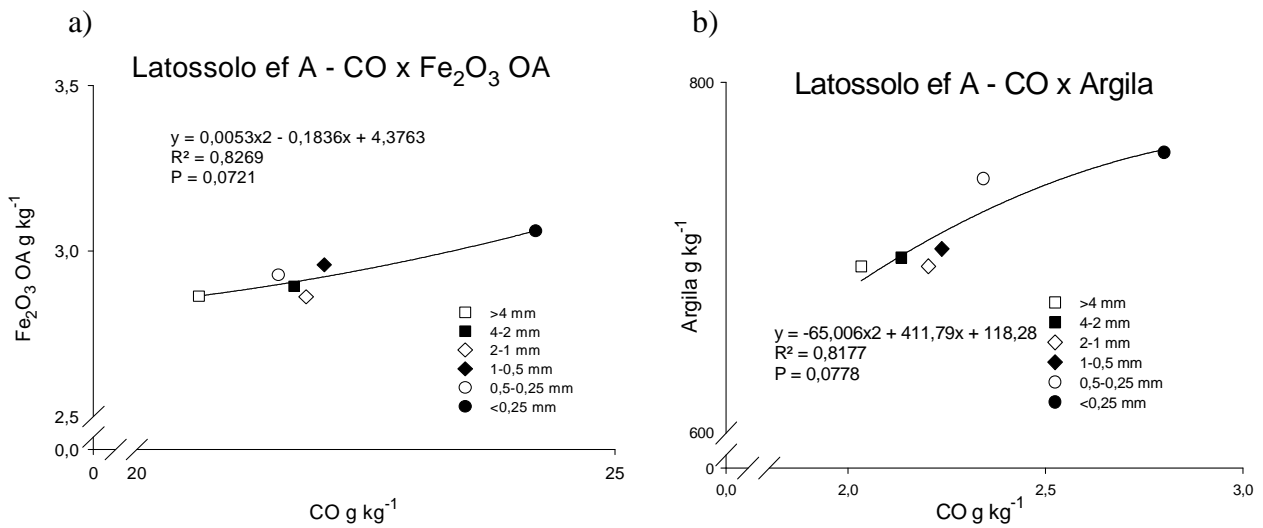 a)
Latossolo ef A - CO x Fe₂O₃ OA
3,5
y = 0,0053x2 - 0,1836x + 4,3763
R² = 0,8269
P = 0,0721
3,0
Fe₂O₃ OA g kg⁻¹
>4 mm
4-2 mm
2-1 mm
1-0,5 mm
0,5-0,25 mm
<0,25 mm
2,5
0,0
0 20 25
CO g kg⁻¹
b)
Latossolo ef A - CO x Argila
800
Argila g kg⁻¹
>4 mm
4-2 mm
2-1 mm
1-0,5 mm
0,5-0,25 mm
<0,25 mm
y = -65,006x2 + 411,79x + 118,28
R² = 0,8177
P = 0,0778
600
0
0,0 2,0 2,5 3,0
CO g kg⁻¹